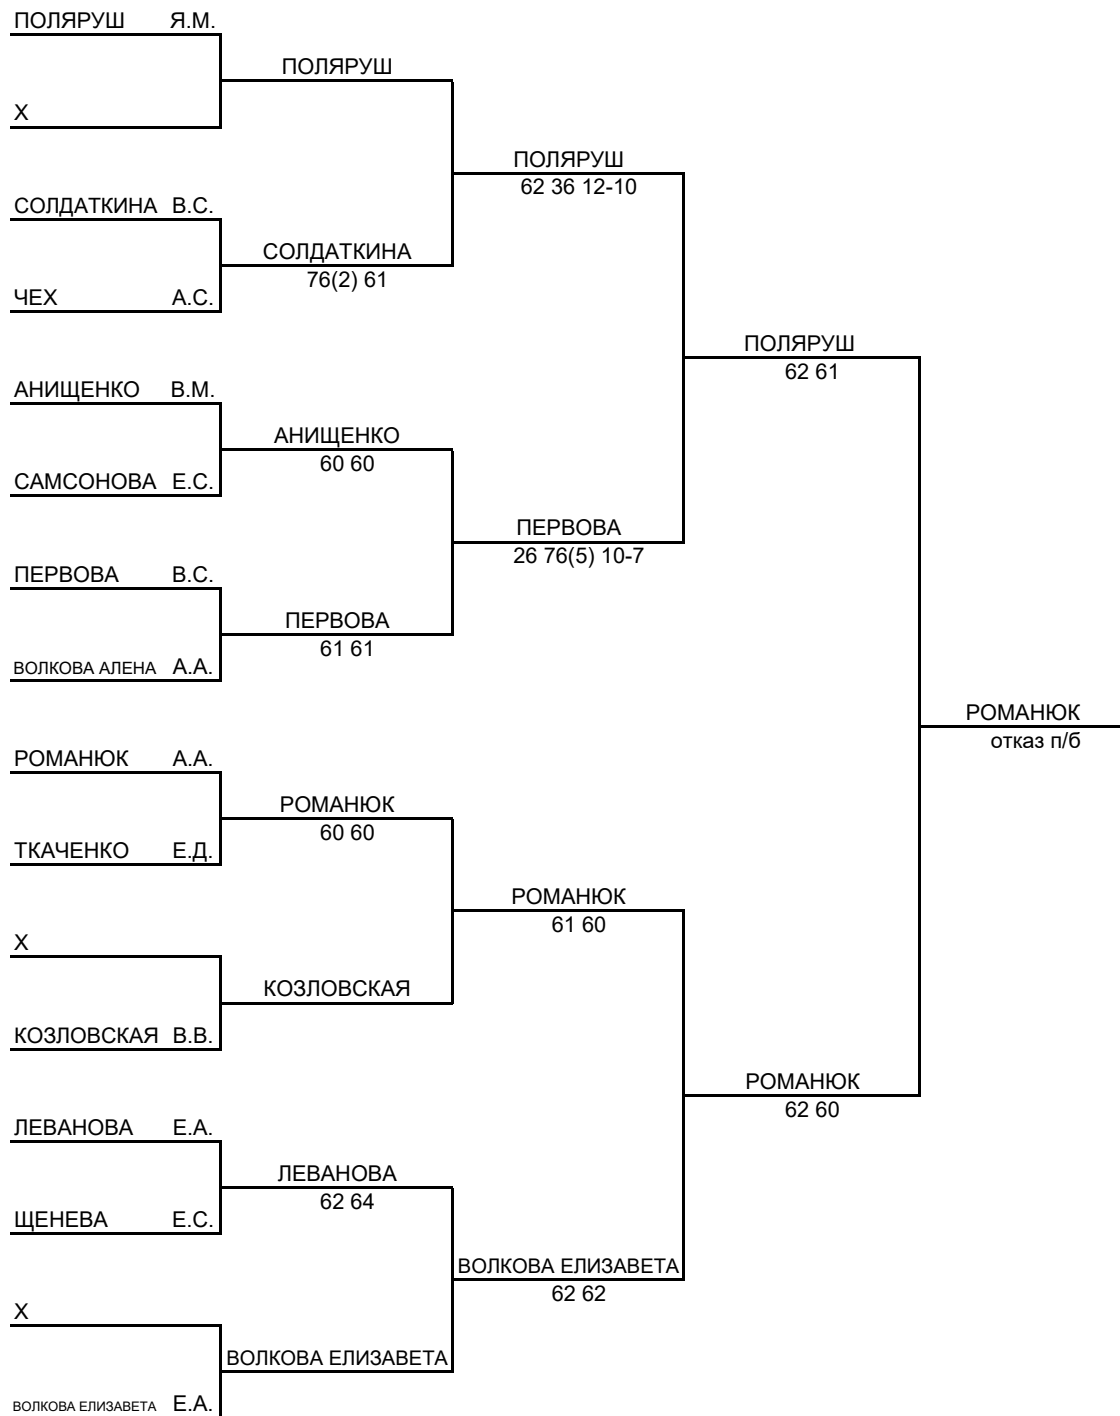 ПОЛЯРУШ Я.М.
ПОЛЯРУШ
Х
ПОЛЯРУШ
62 36 12-10
СОЛДАТКИНА В.С.
СОЛДАТКИНА
76(2) 61
ЧЕХ А.С.
ПОЛЯРУШ
62 61
АНИЩЕНКО В.М.
АНИЩЕНКО
60 60
САМСОНОВА Е.С.
ПЕРВОВА
26 76(5) 10-7
ПЕРВОВА В.С.
ПЕРВОВА
61 61
ВОЛКОВА АЛЕНА А.А.
РОМАНЮК
отказ п/б
РОМАНЮК А.А.
РОМАНЮК
60 60
ТКАЧЕНКО Е.Д.
РОМАНЮК
61 60
Х
КОЗЛОВСКАЯ
КОЗЛОВСКАЯ В.В.
РОМАНЮК
62 60
ЛЕВАНОВА Е.А.
ЛЕВАНОВА
62 64
ЩЕНЕВА Е.С.
ВОЛКОВА ЕЛИЗАВЕТА
62 62
Х
ВОЛКОВА ЕЛИЗАВЕТА
ВОЛКОВА ЕЛИЗАВЕТА Е.А.